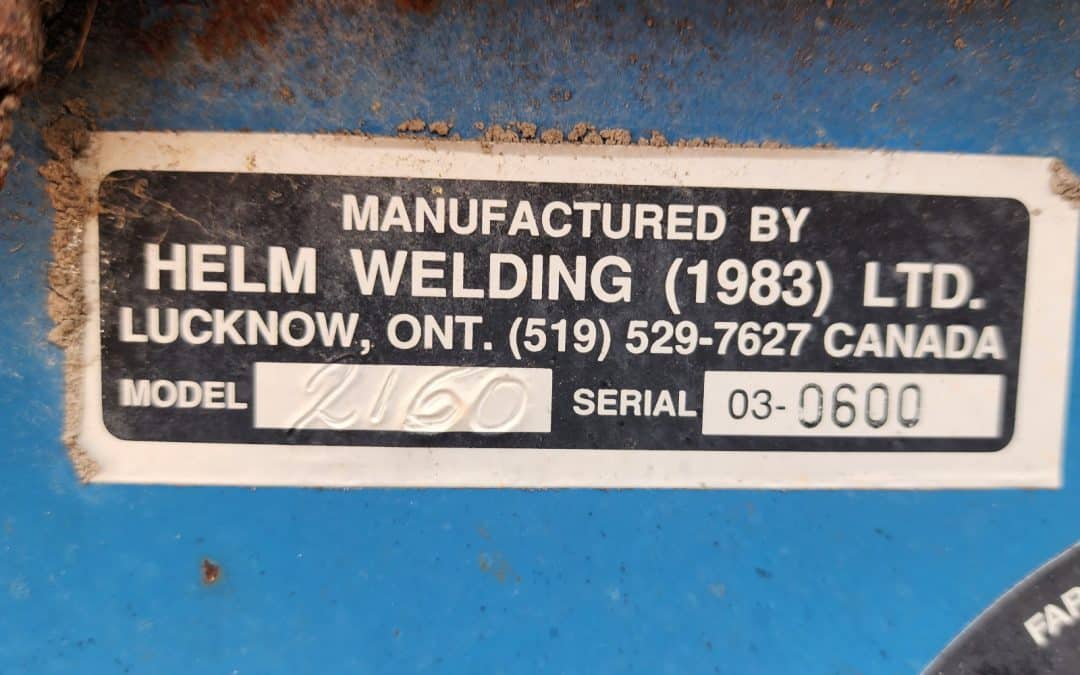 MANUFACTURED BY
HELM WELDING (1983) LTD.
LUCKNOW, ONT. (519) 529-7627 CANADA
MODEL 2160 SERIAL 03-0600